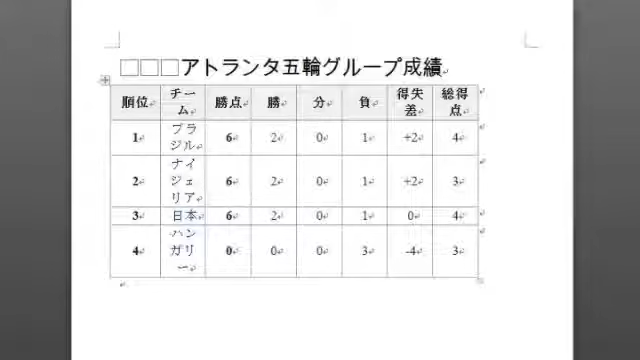 □□□アトランタ五輪グループ成績
順位 チーム 勝点 勝 分 負 得失差 総得点
1 ブラジル 6 2 0 1 +2 4
2 ナイジェリア 6 2 0 1 +2 3
3 日本 6 2 0 1 0 4
4 ハンガリー 0 0 0 3 -4 3